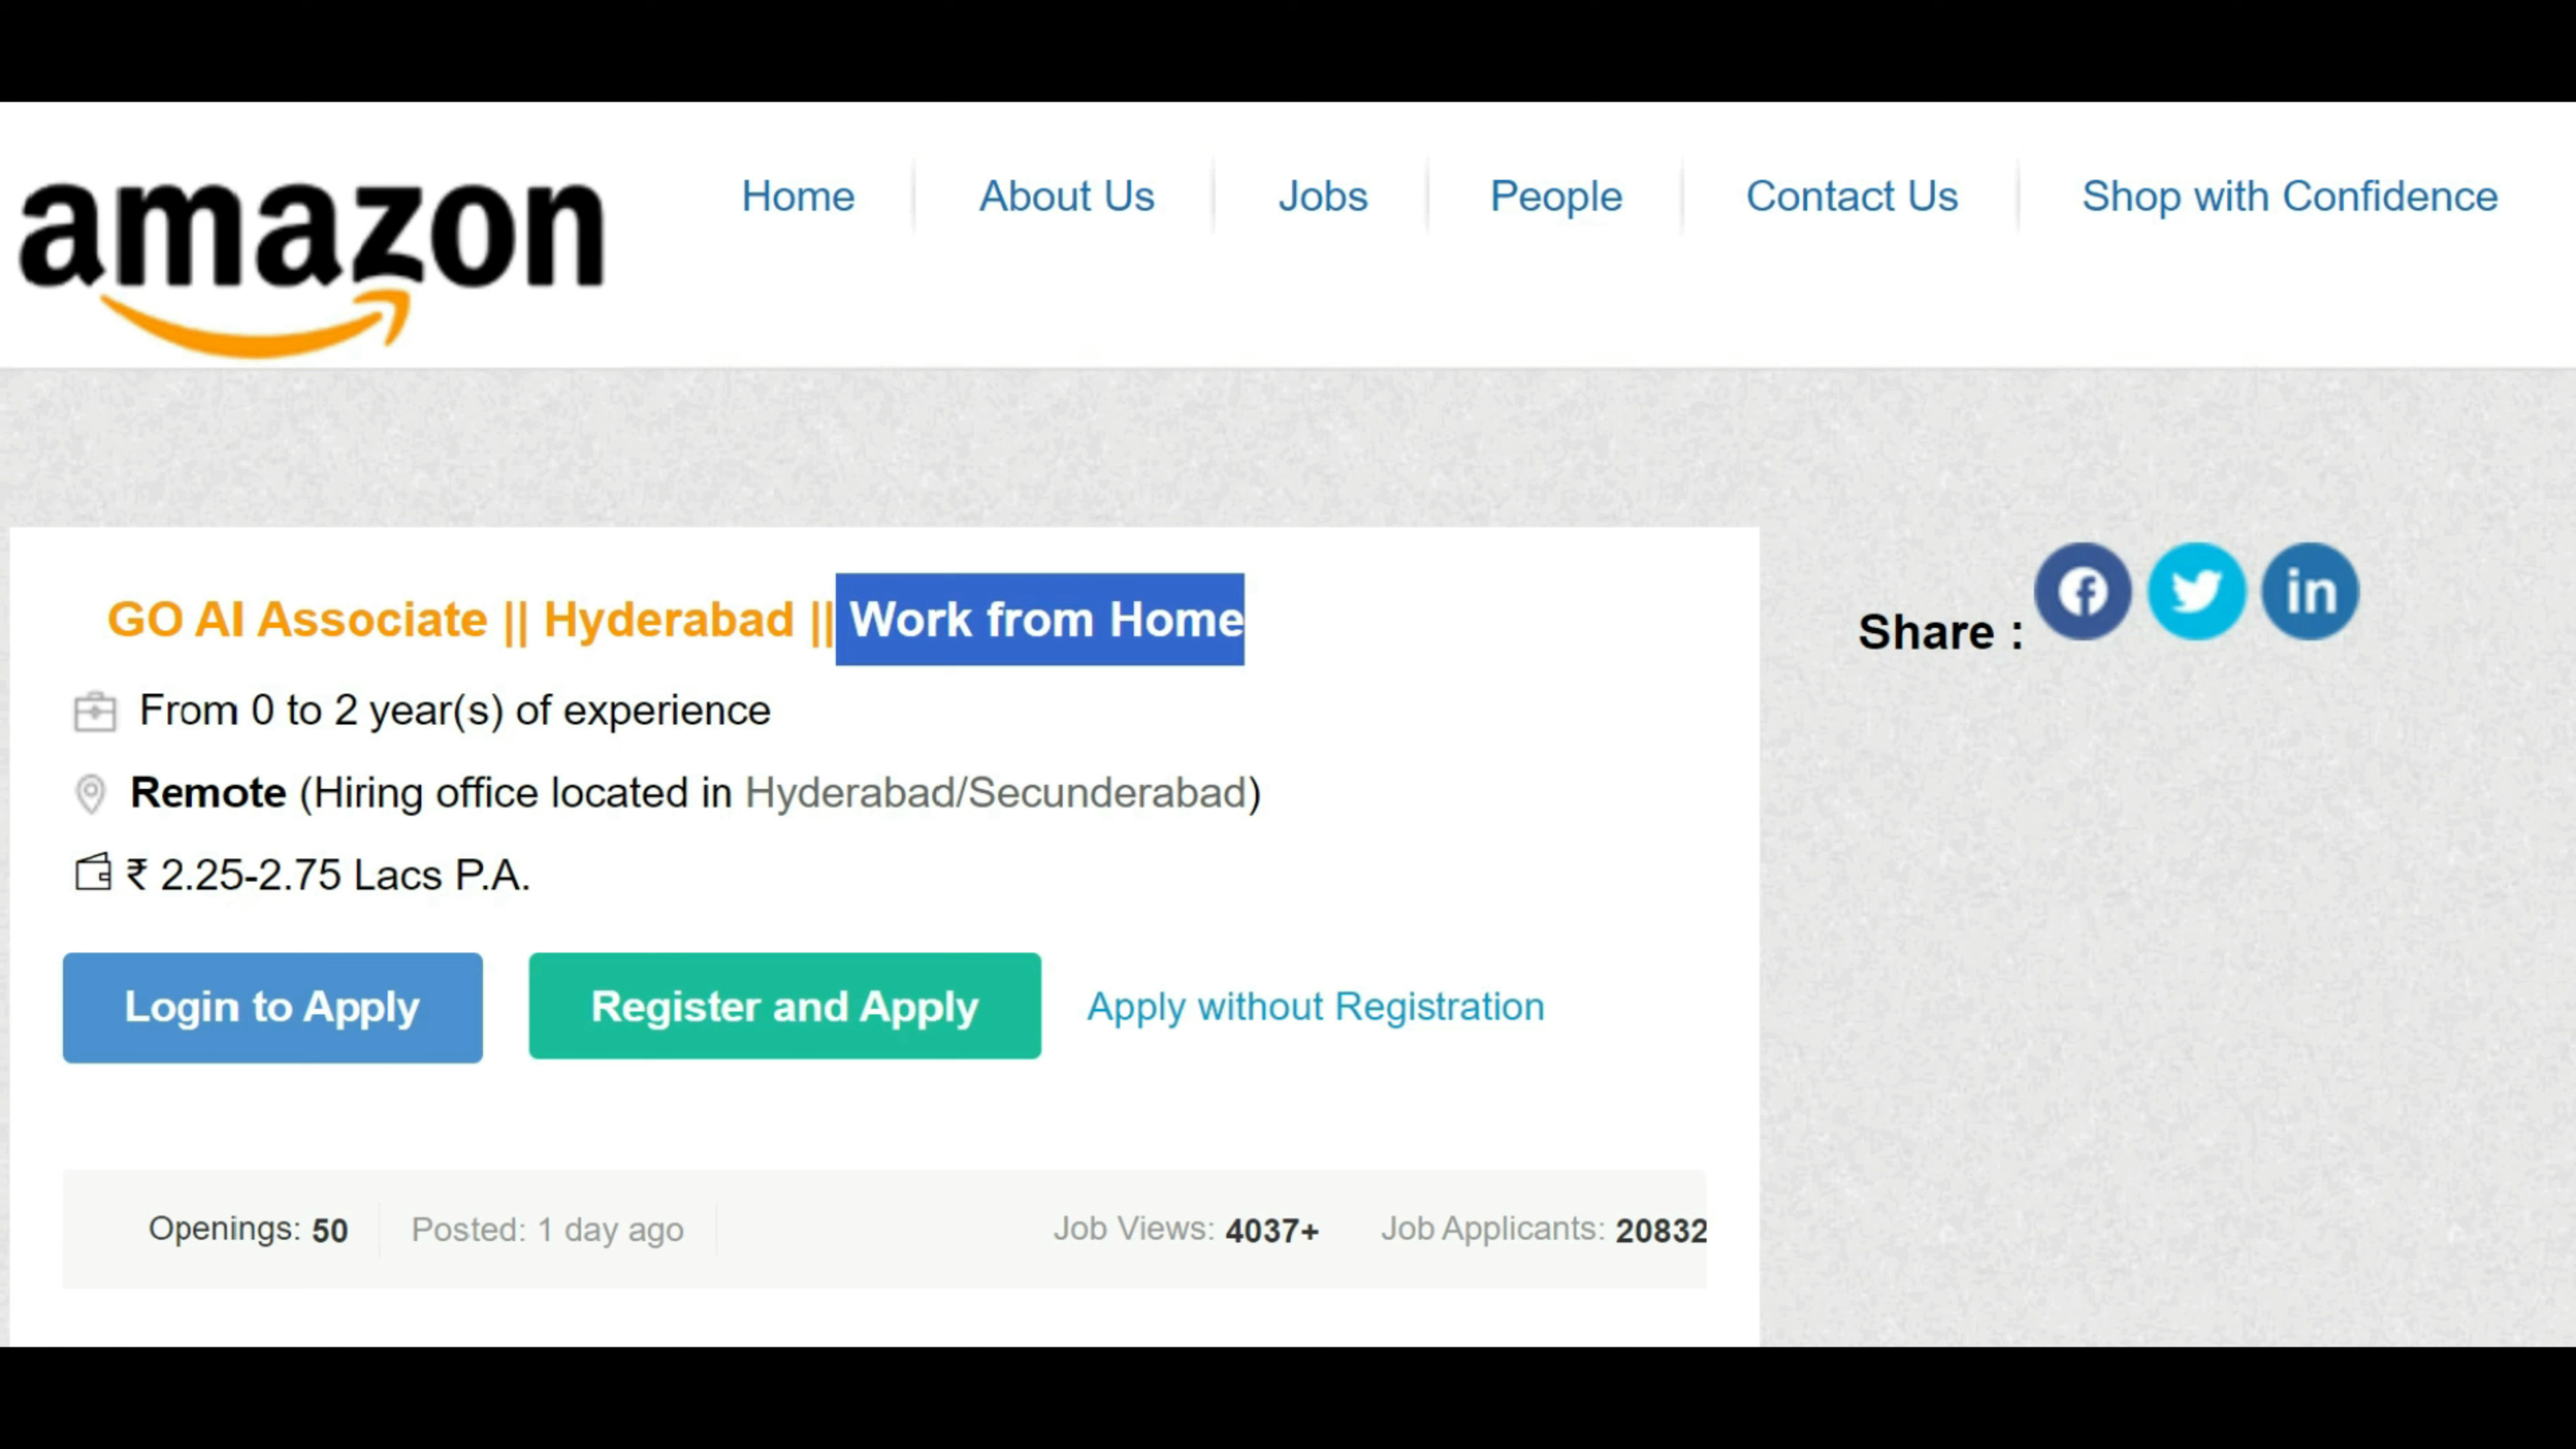 amazon
Home
About Us
Jobs
People
Contact Us
Shop with Confidence
GO AI Associate || Hyderabad || Work from Home
Share :
From 0 to 2 year(s) of experience
Remote (Hiring office located in Hyderabad/Secunderabad)
₹ 2.25-2.75 Lacs P.A.
Login to Apply
Register and Apply
Apply without Registration
Openings: 50
Posted: 1 day ago
Job Views: 4037+
Job Applicants: 20832